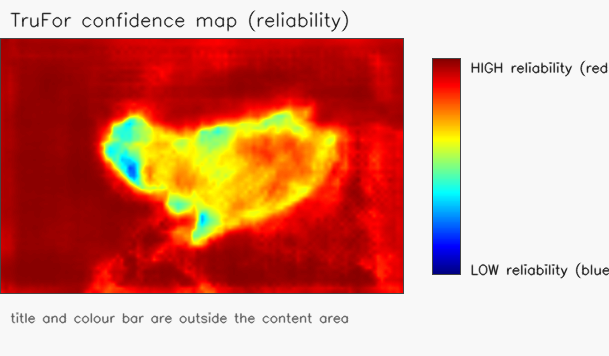 TruFor confidence map (reliability)
HIGH reliability (red
LOW reliability (blue
title and colour bar are outside the content area